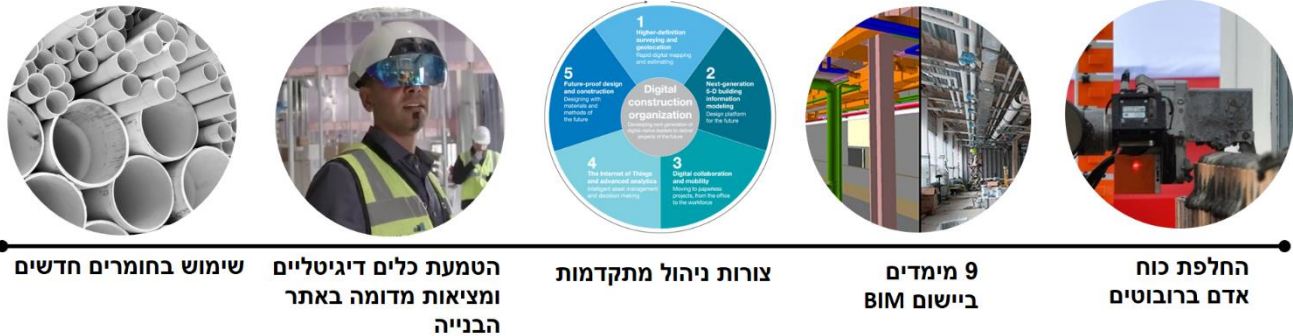 1
Higher-definition
surveying and
geolocation
Rapid digital mapping
and estimating
2
Next-generation
5-D building
information
modeling
Design platform
for the future
3
Digital collaboration
and mobility
Moving to paperless
projects, from the office
to the workforce
4
The Internet of Things
and advanced analytics
Intelligent asset management
and decision making
5
Future-proof design
and construction
Designing with
materials and
methods of
the future
Digital
construction
organization
החלפת כוח
אדם ברובוטים
9 מימדים
ביישום BIM
צורות ניהול מתקדמות
הטמעת כלים דיגיטליים
ומציאות מדומה באתר
הבנייה
שימוש בחומרים חדשים